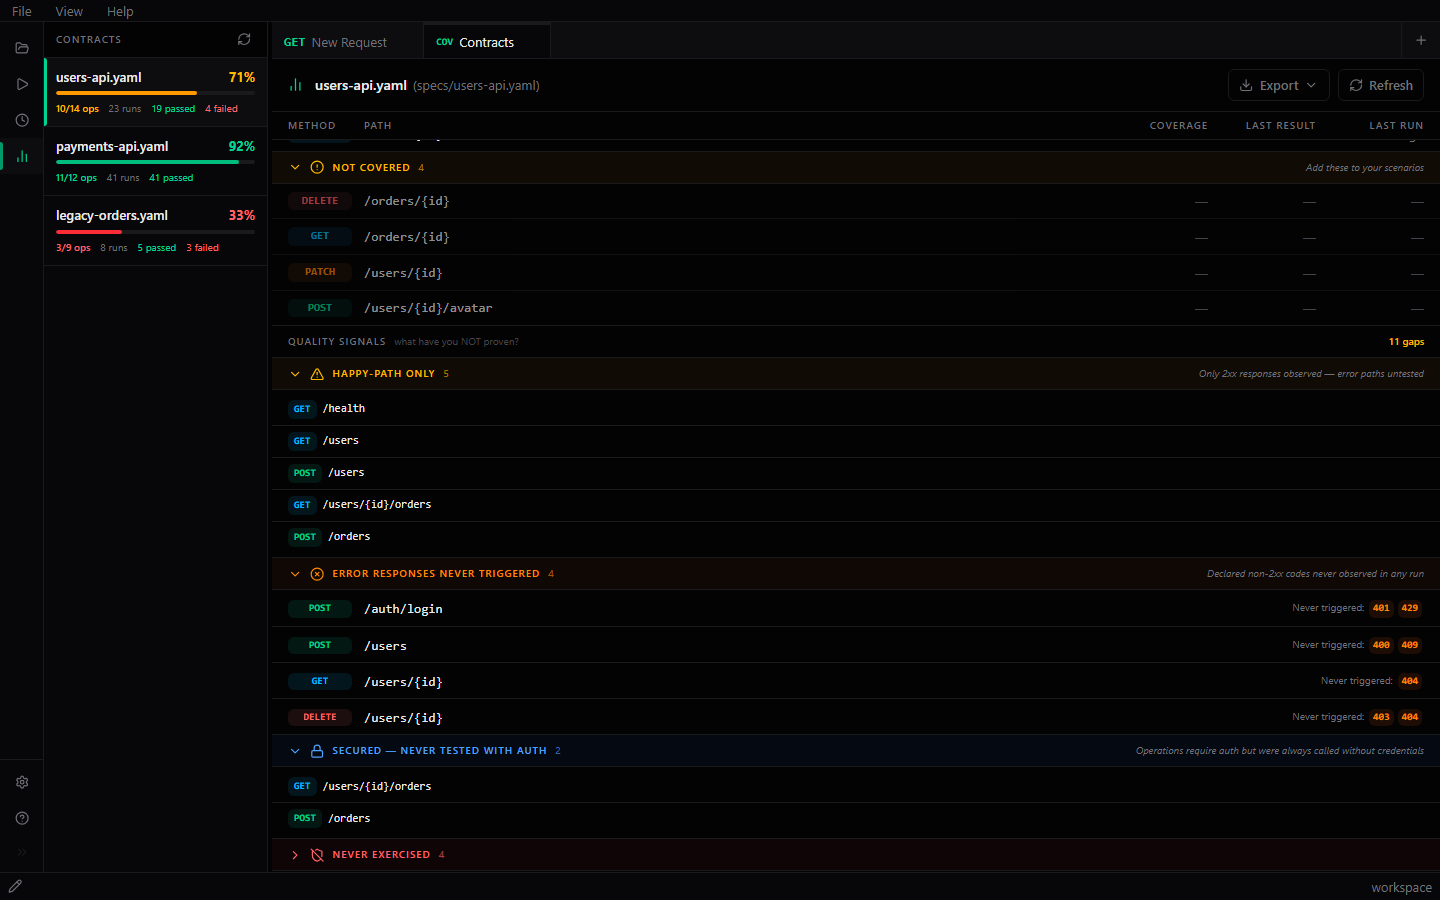 File View Help
CONTRACTS
GET New Request
COV Contracts
users-api.yaml 71%
10/14 ops 23 runs 19 passed 4 failed
payments-api.yaml 92%
11/12 ops 41 runs 41 passed
legacy-orders.yaml 33%
3/9 ops 8 runs 5 passed 3 failed
users-api.yaml (specs/users-api.yaml)
Export
Refresh
METHOD PATH COVERAGE LAST RESULT LAST RUN
NOT COVERED 4 Add these to your scenarios
DELETE /orders/{id} — — —
GET /orders/{id} — — —
PATCH /users/{id} — — —
POST /users/{id}/avatar — — —
QUALITY SIGNALS what have you NOT proven? 11 gaps
HAPPY-PATH ONLY 5 Only 2xx responses observed — error paths untested
GET /health
GET /users
POST /users
GET /users/{id}/orders
POST /orders
ERROR RESPONSES NEVER TRIGGERED 4 Declared non-2xx codes never observed in any run
POST /auth/login Never triggered: 401 429
POST /users Never triggered: 400 409
GET /users/{id} Never triggered: 404
DELETE /users/{id} Never triggered: 403 404
SECURED — NEVER TESTED WITH AUTH 2 Operations require auth but were always called without credentials
GET /users/{id}/orders
POST /orders
NEVER EXERCISED 4
workspace